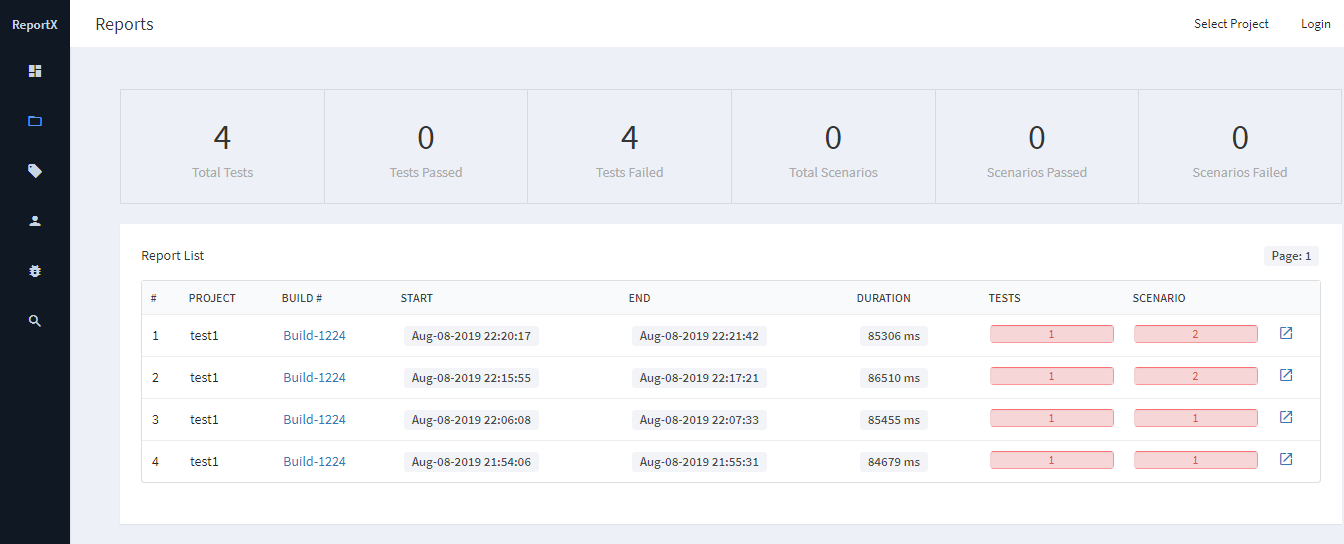 ReportX
Reports
Select Project
Login
4
0
4
0
0
0
Total Tests
Tests Passed
Tests Failed
Total Scenarios
Scenarios Passed
Scenarios Failed
Report List
Page: 1
# PROJECT BUILD # START END DURATION TESTS SCENARIO
1 test1 Build-1224 Aug-08-2019 22:20:17 Aug-08-2019 22:21:42 85306 ms 1 2
2 test1 Build-1224 Aug-08-2019 22:15:55 Aug-08-2019 22:17:21 86510 ms 1 2
3 test1 Build-1224 Aug-08-2019 22:06:08 Aug-08-2019 22:07:33 85455 ms 1 1
4 test1 Build-1224 Aug-08-2019 21:54:06 Aug-08-2019 21:55:31 84679 ms 1 1